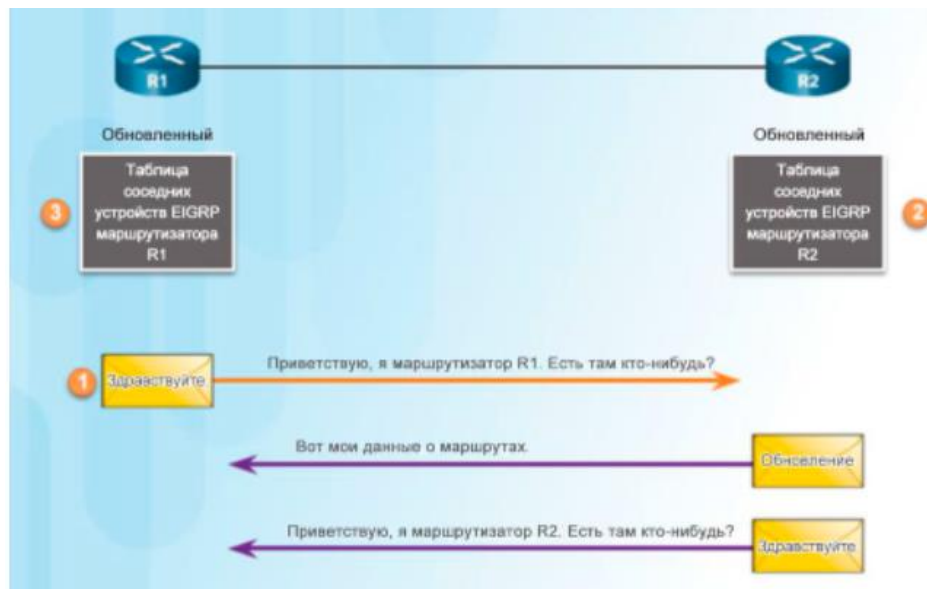 R1
R2
Обновленный
Обновленный
Таблица
соседних
устройств EIGRP
маршрутизатора
R1
3
Таблица
соседних
устройств EIGRP
маршрутизатора
R2
2
1
Здравствуйте
Приветствую, я маршрутизатор R1. Есть там кто-нибудь?
Вот мои данные о маршрутах.
Обновление
Приветствую, я маршрутизатор R2. Есть там кто-нибудь?
Здравствуйте